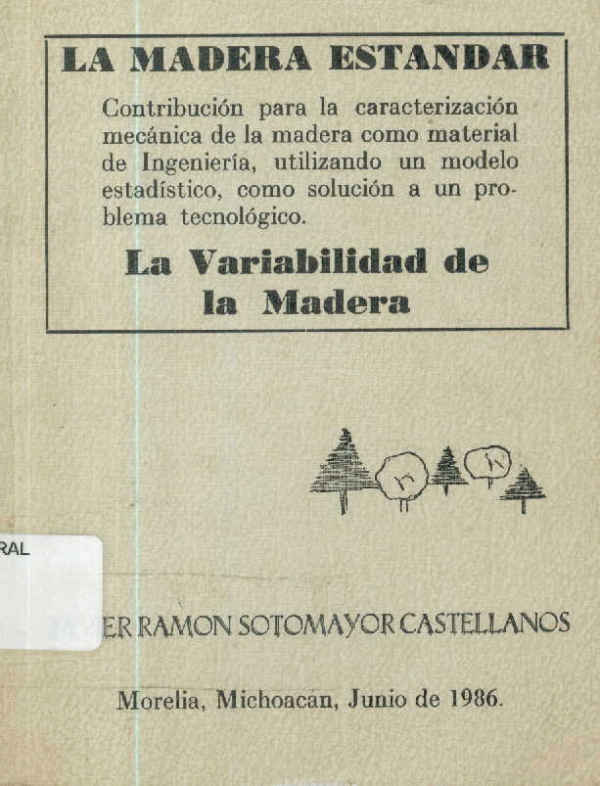 LA MADERA ESTANDAR
Contribución para la caracterización
mecánica de la madera como material
de Ingeniería, utilizando un modelo
estadístico, como solución a un pro-
blema tecnológico.
La Variabilidad de
la Madera
RAL
RAMON SOTOMAYOR CASTELLANOS
Morelia, Michoacán, Junio de 1986.